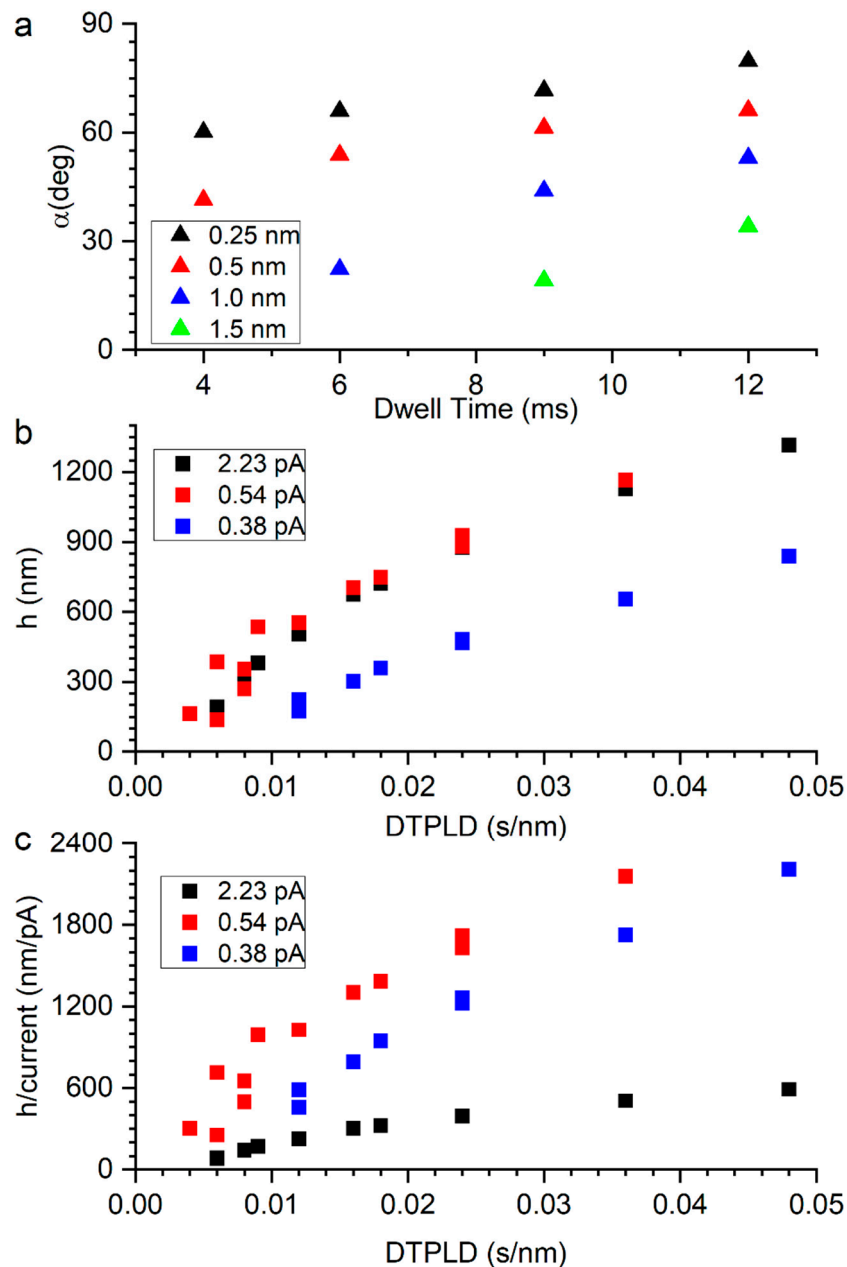 a
90
60
30
0
α(deg)
0.25 nm
0.5 nm
1.0 nm
1.5 nm
4 6 8 10 12
Dwell Time (ms)
b
1200
900
600
300
0
h (nm)
2.23 pA
0.54 pA
0.38 pA
0.00 0.01 0.02 0.03 0.04 0.05
DTPLD (s/nm)
c
2400
1800
1200
600
0
h/current (nm/pA)
2.23 pA
0.54 pA
0.38 pA
0.00 0.01 0.02 0.03 0.04 0.05
DTPLD (s/nm)